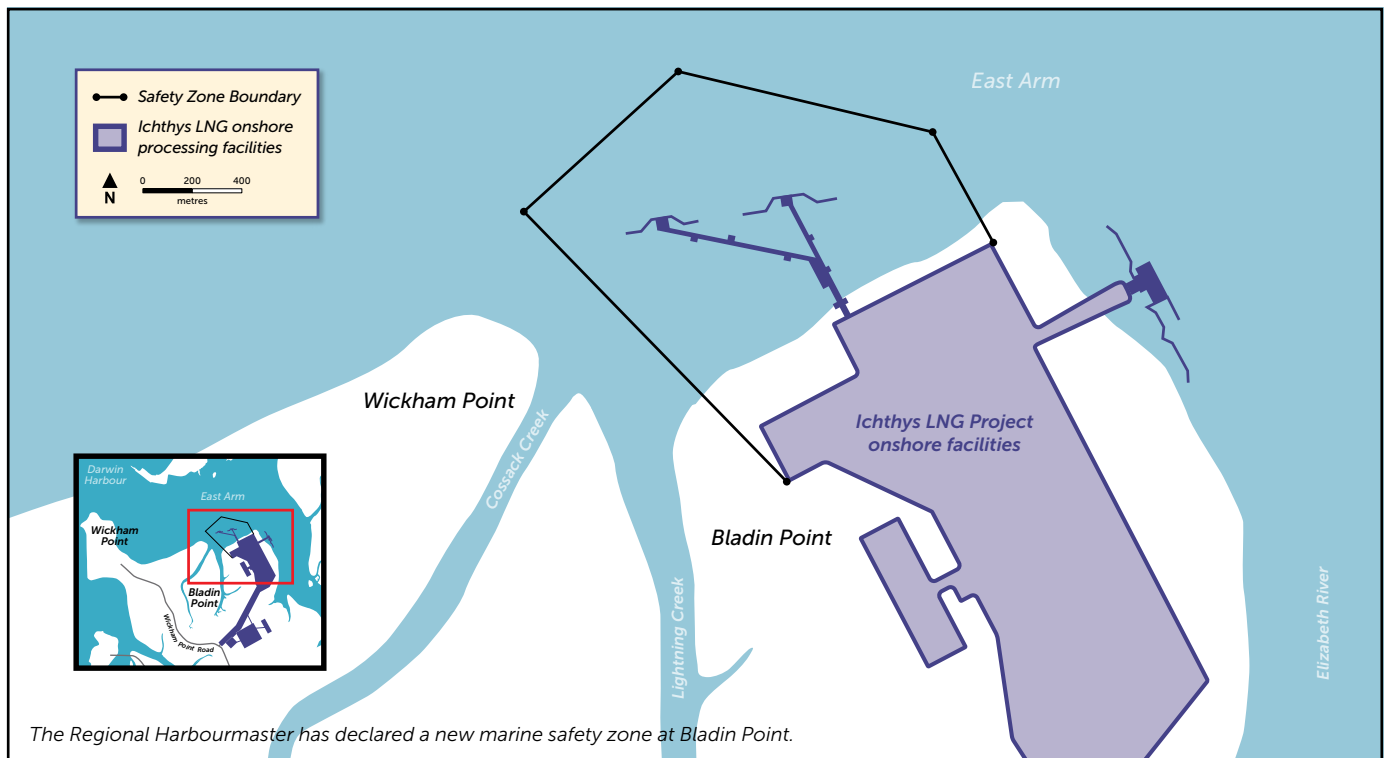 East Arm
Safety Zone Boundary
Ichthys LNG onshore
processing facilities
N
0 200 400
metres
Wickham Point
Cossack Creek
Ichthys LNG Project
onshore facilities
Bladin Point
Lightning Creek
Elizabeth River
Darwin
Harbour
East Arm
Wickham
Point
Bladin
Point
Wickham Point Road
The Regional Harbourmaster has declared a new marine safety zone at Bladin Point.